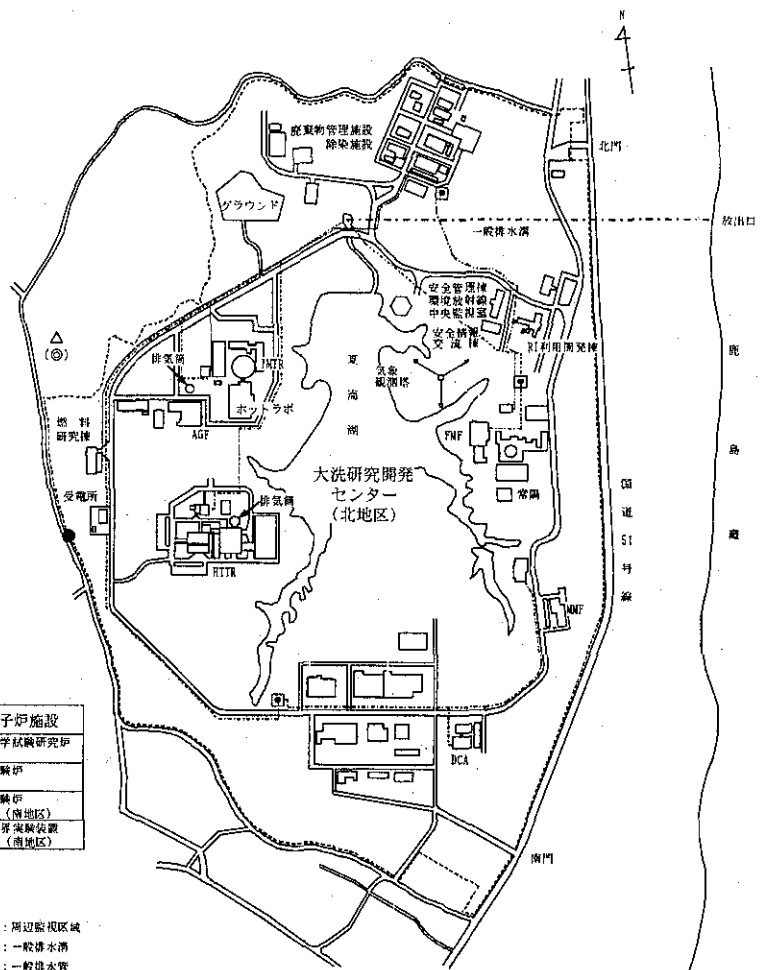 N
北門
廃棄物管理施設
除染施設
グラウンド
一般排水溝
放出口
安全管理棟
環境放射線
中央監視室
安全情報
交流棟
RI利用開発棟
排気筒
JMTR
ホットラボ
AGF
燃料
研究棟
受電所
夏海湖
気象
観測塔
FMF
常陽
鹿島灘
大洗研究開発
センター
(北地区)
国道51号線
排気筒
HTTR
MMF
DCA
南門
子炉施設
学試験研究炉
験炉
験炉
(南地区)
界実験装置
(南地区)
:周辺監視区域
:一般排水溝
:一般排水管